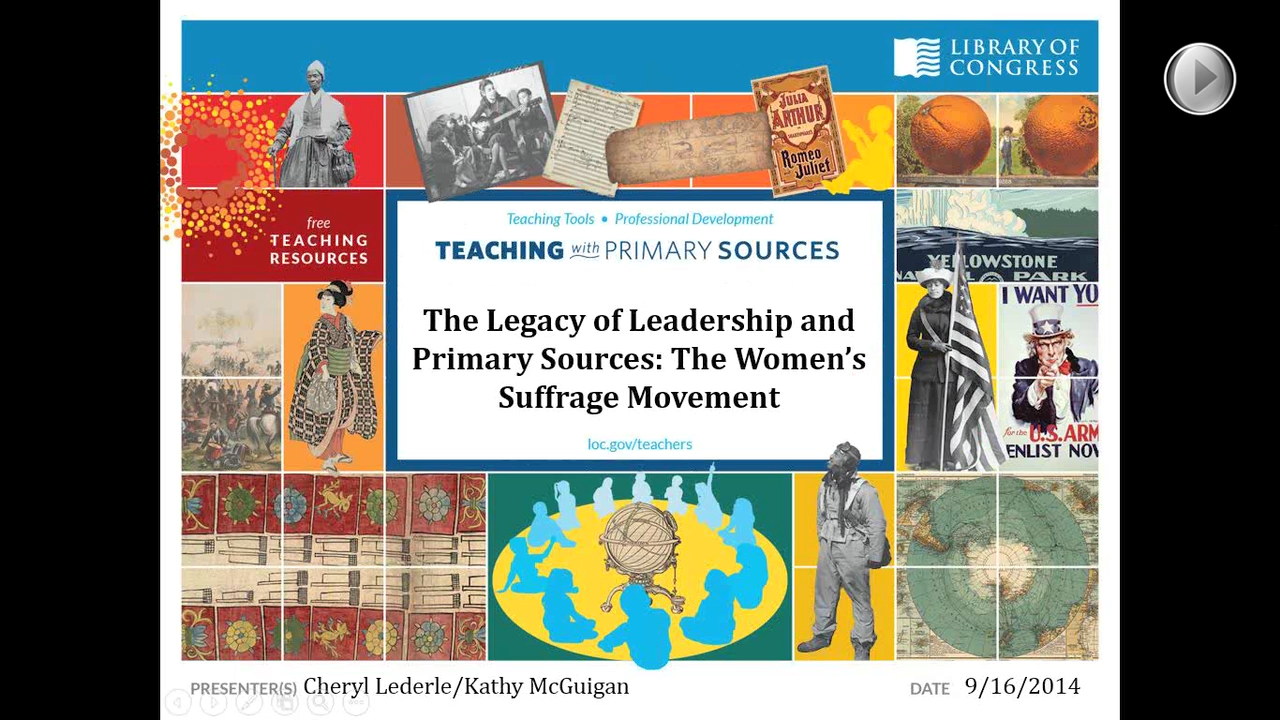 LIBRARY OF
CONGRESS
JULIA
ARTHUR
Romeo
Juliet
free
TEACHING
RESOURCES
Teaching Tools • Professional Development
TEACHING with PRIMARY SOURCES
YELLOWSTONE
PARK
I WANT YOU
for the U.S. ARM
ENLIST NOW
The Legacy of Leadership and
Primary Sources: The Women’s
Suffrage Movement
loc.gov/teachers
PRESENTER(S) Cheryl Lederle/Kathy McGuigan
DATE 9/16/2014